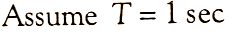 Assume T = 1 sec